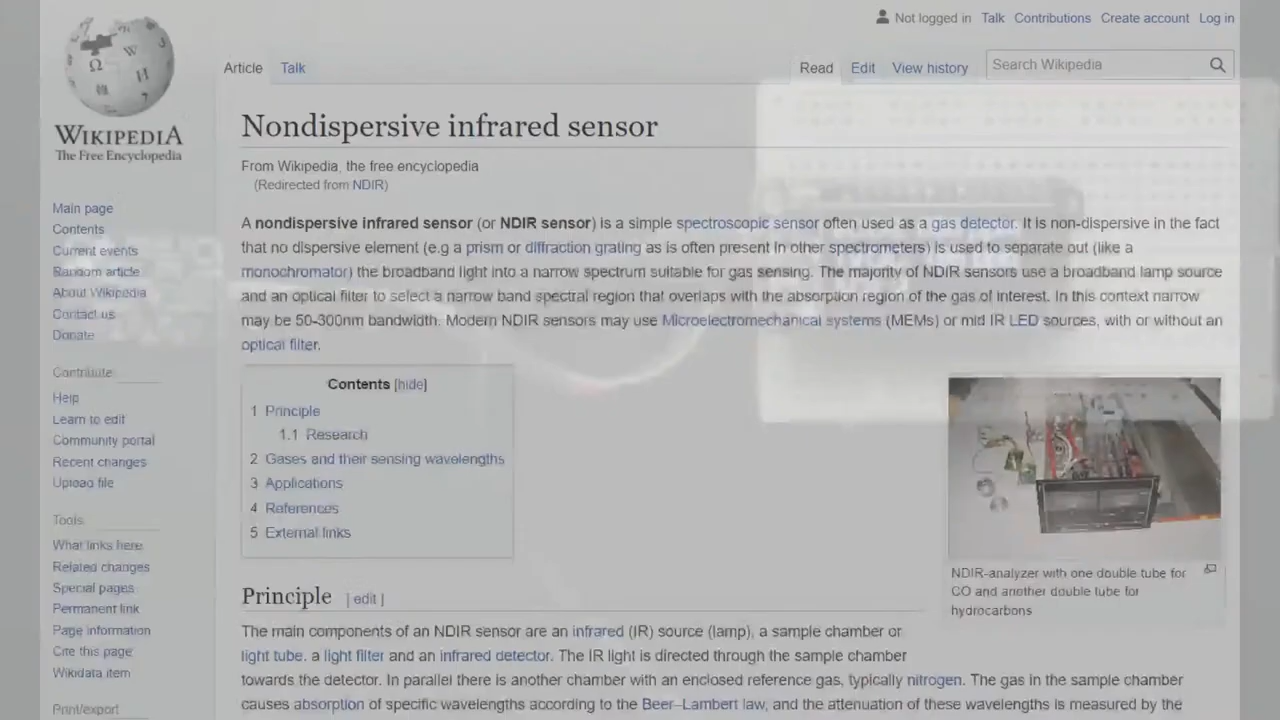 Not logged in Talk Contributions Create account Log in
Article Talk Read Edit View history Search Wikipedia
WIKIPEDIA
The Free Encyclopedia
Main page
Contents
Current events
Random article
About Wikipedia
Contact us
Donate
Contribute
Help
Learn to edit
Community portal
Recent changes
Upload file
Tools
What links here
Related changes
Special pages
Permanent link
Page information
Cite this page
Wikidata item
Print/export
Nondispersive infrared sensor
From Wikipedia, the free encyclopedia
(Redirected from NDIR)
A nondispersive infrared sensor (or NDIR sensor) is a simple spectroscopic sensor often used as a gas detector. It is non-dispersive in the fact
that no dispersive element (e.g a prism or diffraction grating as is often present in other spectrometers) is used to separate out (like a
monochromator) the broadband light into a narrow spectrum suitable for gas sensing. The majority of NDIR sensors use a broadband lamp source
and an optical filter to select a narrow band spectral region that overlaps with the absorption region of the gas of interest. In this context narrow
may be 50-300nm bandwidth. Modern NDIR sensors may use Microelectromechanical systems (MEMs) or mid IR LED sources, with or without an
optical filter.
Contents [hide]
1 Principle
1.1 Research
2 Gases and their sensing wavelengths
3 Applications
4 References
5 External links
NDIR-analyzer with one double tube for
CO and another double tube for
hydrocarbons
Principle [ edit ]
The main components of an NDIR sensor are an infrared (IR) source (lamp), a sample chamber or
light tube, a light filter and an infrared detector. The IR light is directed through the sample chamber
towards the detector. In parallel there is another chamber with an enclosed reference gas, typically nitrogen. The gas in the sample chamber
causes absorption of specific wavelengths according to the Beer–Lambert law, and the attenuation of these wavelengths is measured by the